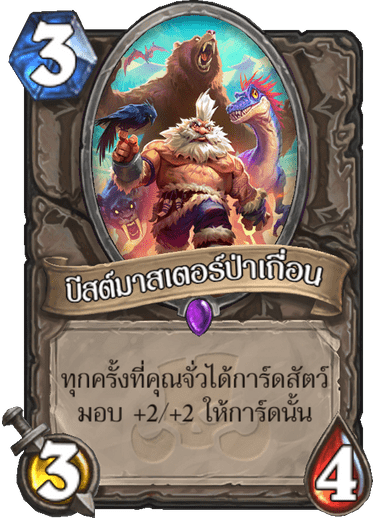 3
บีสต์มาสเตอร์ป่าเถื่อน
ทุกครั้งที่คุณจั่วได้การ์ดสัตว์
มอบ +2/+2 ให้การ์ดนั้น
3
4